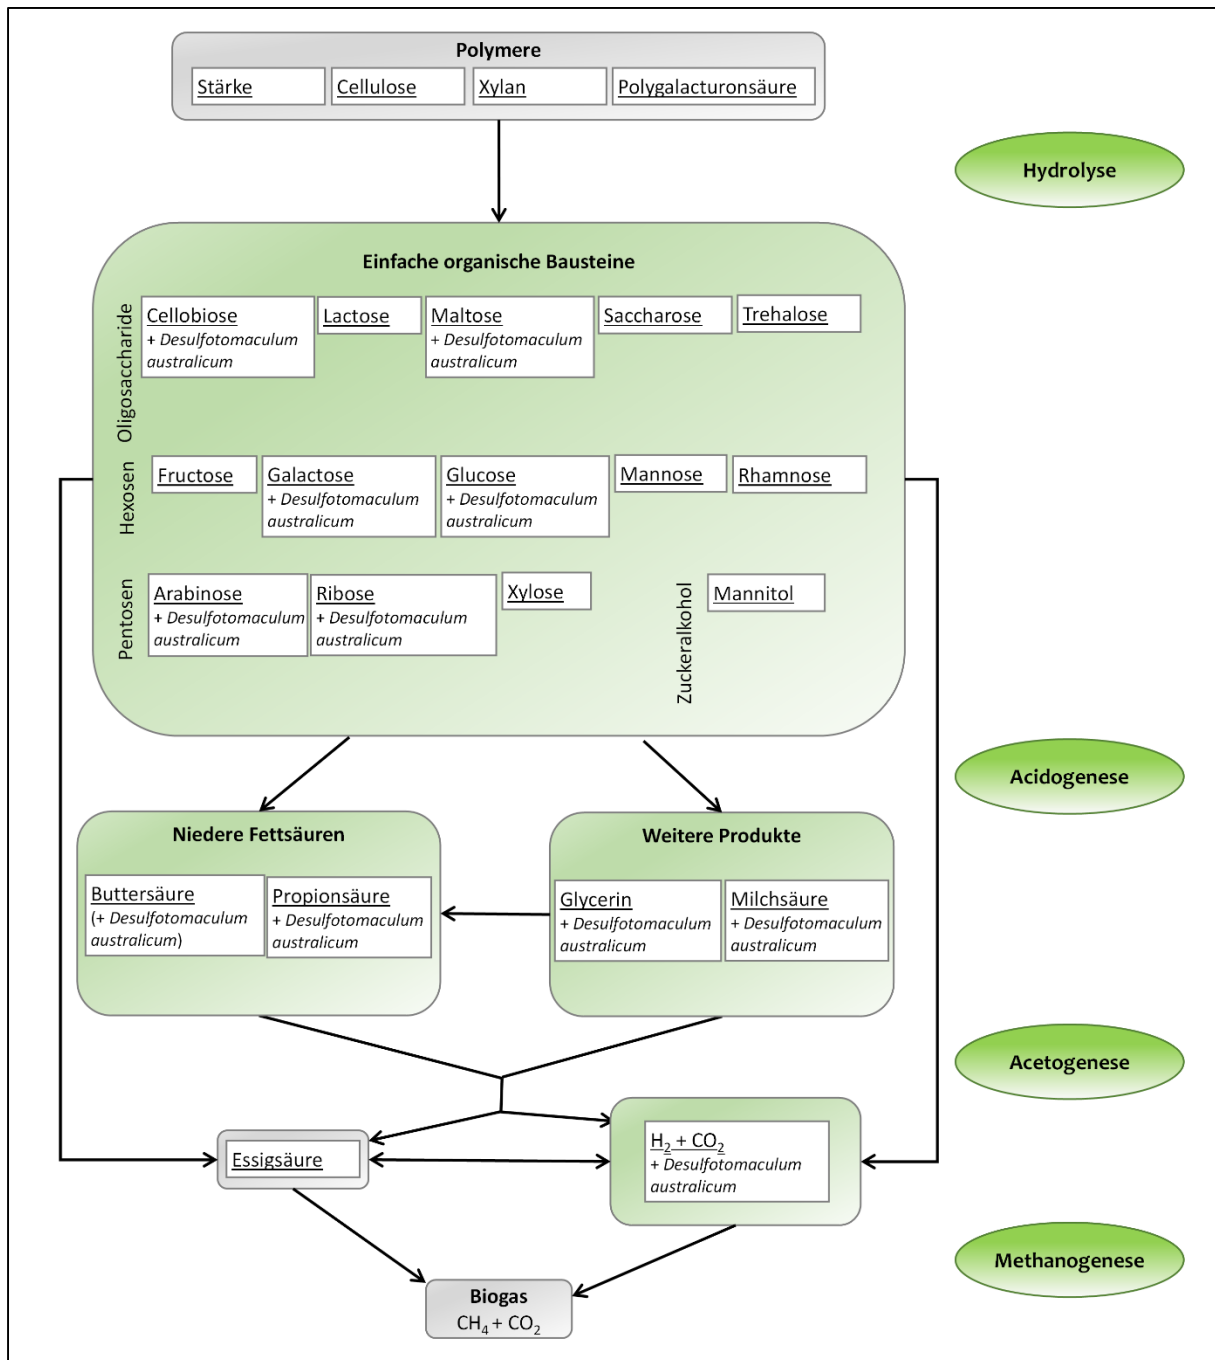 Polymere
Stärke
Cellulose
Xylan
Polygalacturonsäure
Hydrolyse
Einfache organische Bausteine
Oligosaccharide
Cellobiose
+ Desulfotomaculum
australicum
Lactose
Maltose
+ Desulfotomaculum
australicum
Saccharose
Trehalose
Hexosen
Fructose
Galactose
+ Desulfotomaculum
australicum
Glucose
+ Desulfotomaculum
australicum
Mannose
Rhamnose
Pentosen
Arabinose
+ Desulfotomaculum
australicum
Ribose
+ Desulfotomaculum
australicum
Xylose
Zuckeralkohol
Mannitol
Acidogenese
Niedere Fettsäuren
Buttersäure
(+ Desulfotomaculum
australicum)
Propionsäure
+ Desulfotomaculum
australicum
Weitere Produkte
Glycerin
+ Desulfotomaculum
australicum
Milchsäure
+ Desulfotomaculum
australicum
Acetogenese
Essigsäure
H₂ + CO₂
+ Desulfotomaculum
australicum
Methanogenese
Biogas
CH₄ + CO₂